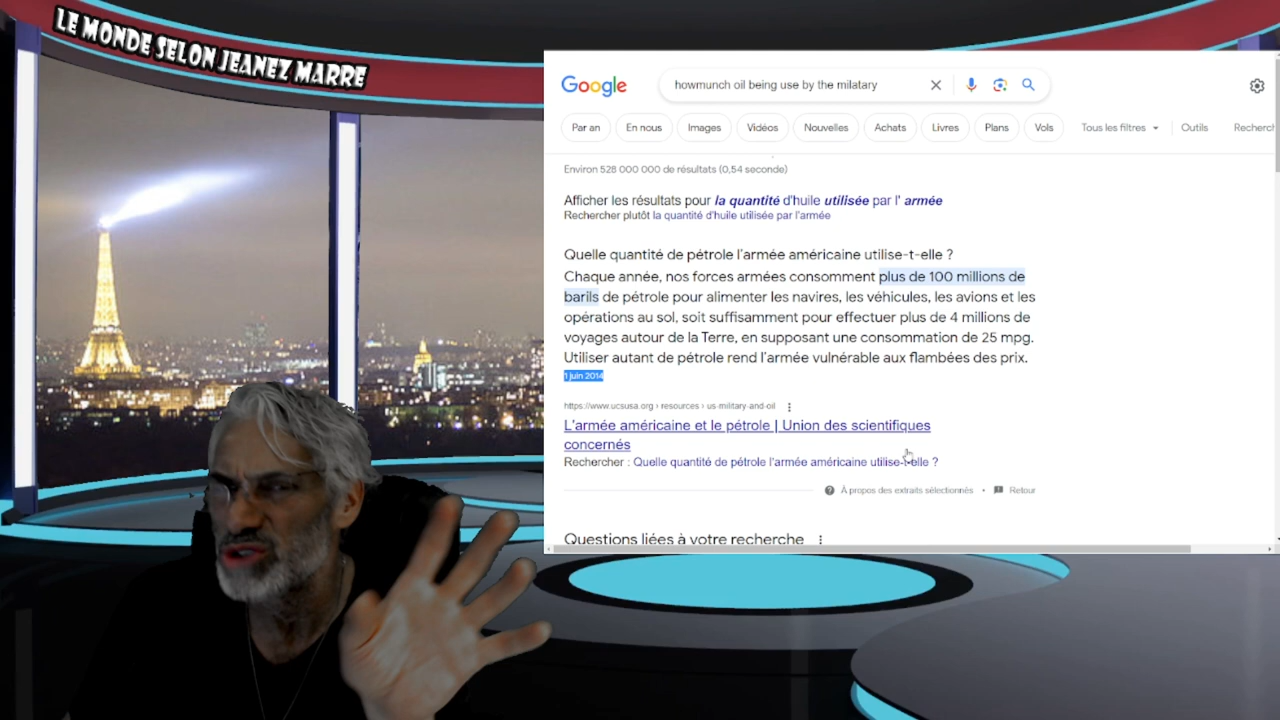 LE MONDE SELON JEANEZ MARRE
Google
howmunch oil being use by the milatary
Par an
En nous
Images
Vidéos
Nouvelles
Achats
Livres
Plans
Vols
Tous les filtres
Outils
Recherc
Environ 528 000 000 de résultats (0,54 seconde)
Afficher les résultats pour la quantité d'huile utilisée par l' armée
Rechercher plutôt la quantité d'huile utilisée par l'armée
Quelle quantité de pétrole l'armée américaine utilise-t-elle ?
Chaque année, nos forces armées consomment plus de 100 millions de
barils de pétrole pour alimenter les navires, les véhicules, les avions et les
opérations au sol, soit suffisamment pour effectuer plus de 4 millions de
voyages autour de la Terre, en supposant une consommation de 25 mpg.
Utiliser autant de pétrole rend l'armée vulnérable aux flambées des prix.
1 juin 2014
https://www.ucsusa.org › resources › us-military-and-oil
L'armée américaine et le pétrole | Union des scientifiques
concernés
Rechercher : Quelle quantité de pétrole l'armée américaine utilise-t-elle ?
À propos des extraits sélectionnés • Retour
Questions liées à votre recherche